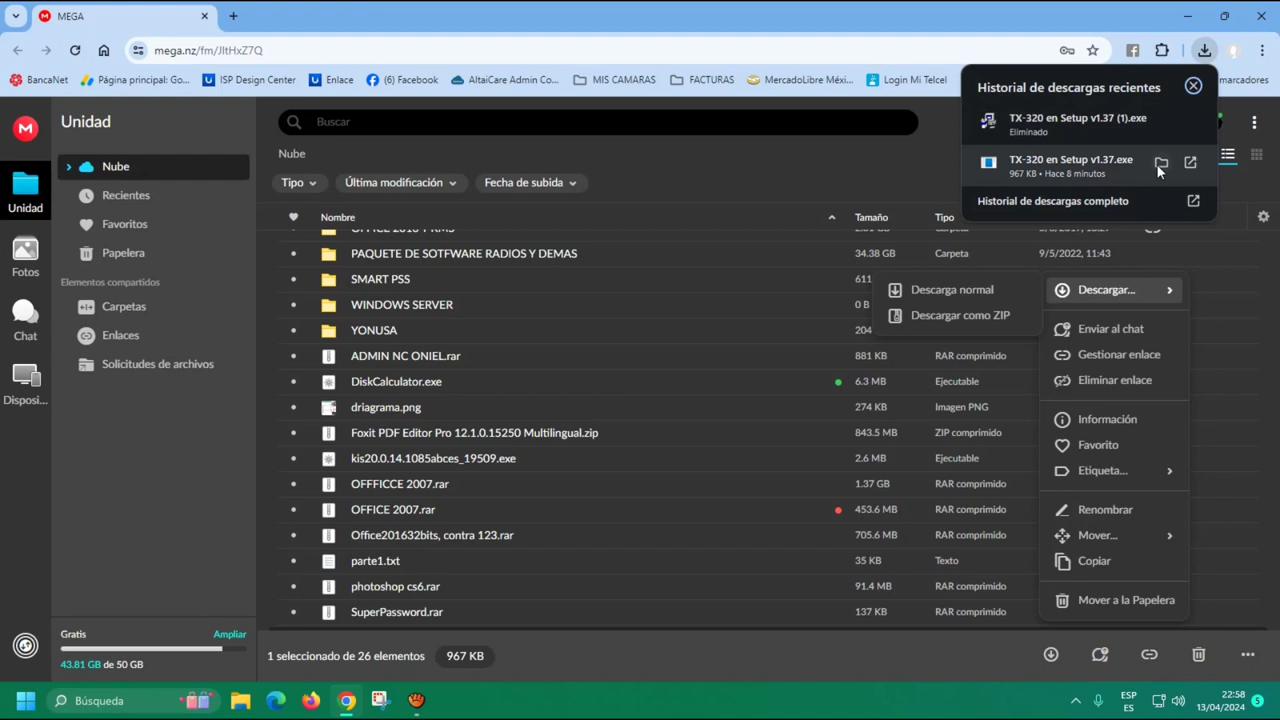 MEGA
mega.nz/fm/JItHxZ7Q
BancaNet
Página principal: Go...
ISP Design Center
Enlace
(6) Facebook
AltaiCare Admin Co...
MIS CAMARAS
FACTURAS
MercadoLibre Méxi...
Login Mi Telcel
marcadores
Historial de descargas recientes
TX-320 en Setup v1.37 (1).exe
Eliminado
TX-320 en Setup v1.37.exe
967 KB • Hace 8 minutos
Historial de descargas completo
Unidad
Fotos
Chat
Disposi...
Unidad
Nube
Recientes
Favoritos
Papelera
Elementos compartidos
Carpetas
Enlaces
Solicitudes de archivos
Gratis
Ampliar
43.81 GB de 50 GB
Buscar
Nube
Tipo
Última modificación
Fecha de subida
Nombre
Tamaño
Tipo
PAQUETE DE SOTFWARE RADIOS Y DEMAS
34.38 GB
Carpeta
9/5/2022, 11:43
SMART PSS
611
WINDOWS SERVER
0 B
YONUSA
204
ADMIN NC ONIEL.rar
881 KB
RAR comprimido
DiskCalculator.exe
6.3 MB
Ejecutable
driagrama.png
274 KB
Imagen PNG
Foxit PDF Editor Pro 12.1.0.15250 Multilingual.zip
843.5 MB
ZIP comprimido
kis20.0.14.1085abces_19509.exe
2.6 MB
Ejecutable
OFFFICCE 2007.rar
1.37 GB
RAR comprimido
OFFICE 2007.rar
453.6 MB
RAR comprimido
Office201632bits, contra 123.rar
705.6 MB
RAR comprimido
parte1.txt
35 KB
Texto
photoshop cs6.rar
91.4 MB
RAR comprimido
SuperPassword.rar
137 KB
RAR comprimido
Descarga normal
Descargar como ZIP
Descargar...
Enviar al chat
Gestionar enlace
Eliminar enlace
Información
Favorito
Etiqueta...
Renombrar
Mover...
Copiar
Mover a la Papelera
1 seleccionado de 26 elementos
967 KB
Búsqueda
ESP
ES
22:58
13/04/2024
5